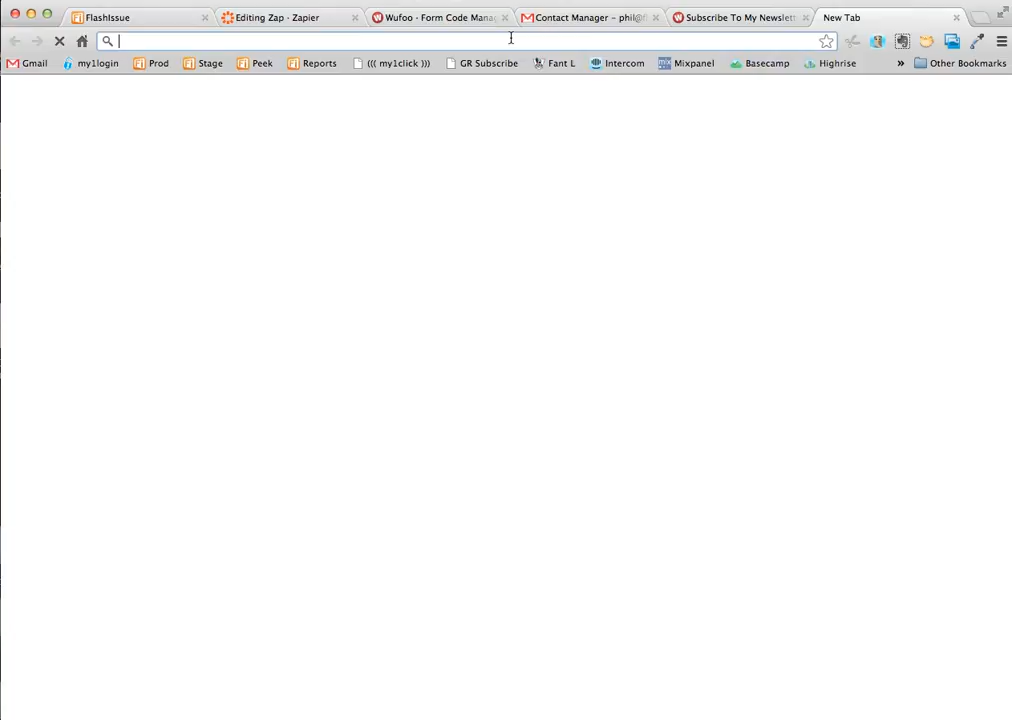 FlashIssue Editing Zap · Zapier Wufoo · Form Code Mana Contact Manager – phil@f Subscribe To My Newslett New Tab
Gmail my1login Prod Stage Peek Reports ((( my1click ))) GR Subscribe Fant L Intercom Mixpanel Basecamp Highrise » Other Bookmarks